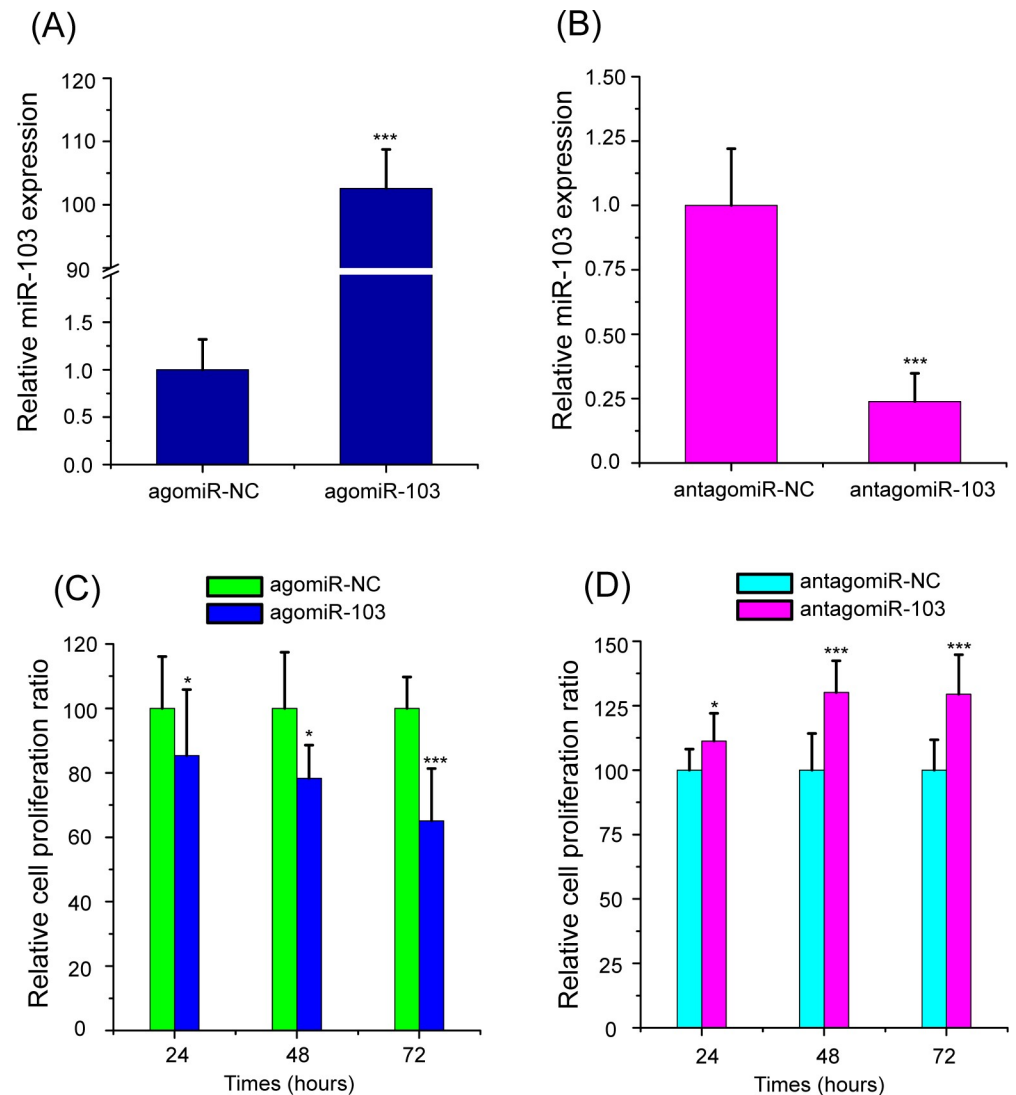 (A)
Relative miR-103 expression
120
110
100
90
1.5
1.0
0.5
0.0
***
agomiR-NC
agomiR-103
(B)
Relative miR-103 expression
1.50
1.25
1.0
0.75
0.50
0.25
0.0
***
antagomiR-NC
antagomiR-103
(C)
agomiR-NC
agomiR-103
Relative cell proliferation ratio
120
100
80
60
40
20
0
*
*
***
24
48
72
Times (hours)
(D)
antagomiR-NC
antagomiR-103
Relative cell proliferation ratio
150
125
100
75
50
25
0
*
***
***
24
48
72
Times (hours)